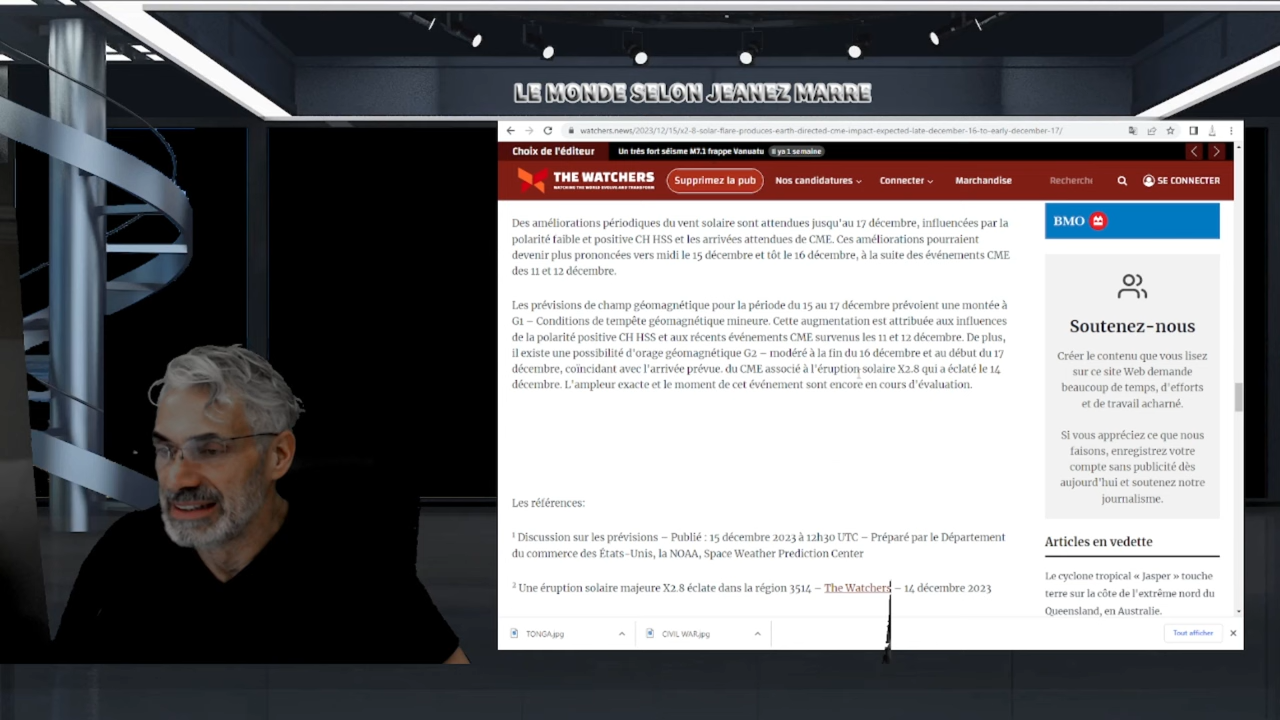 LE MONDE SELON JEANEZ MARRE
watchers.news/2023/12/15/x2-8-solar-flare-produces-earth-directed-cme-impact-expected-late-december-16-to-early-december-17/
Choix de l'éditeur
Un très fort séisme M7.1 frappe Vanuatu
Il y a 1 semaine
THE WATCHERS
WATCHING THE WORLD EVOLVE AND TRANSFORM
Supprimez la pub
Nos candidatures
Connecter
Marchandise
Recherche
SE CONNECTER
Des améliorations périodiques du vent solaire sont attendues jusqu'au 17 décembre, influencées par la
polarité faible et positive CH HSS et les arrivées attendues de CME. Ces améliorations pourraient
devenir plus prononcées vers midi le 15 décembre et tôt le 16 décembre, à la suite des événements CME
des 11 et 12 décembre.
Les prévisions de champ géomagnétique pour la période du 15 au 17 décembre prévoient une montée à
G1 – Conditions de tempête géomagnétique mineure. Cette augmentation est attribuée aux influences
de la polarité positive CH HSS et aux récents événements CME survenus les 11 et 12 décembre. De plus,
il existe une possibilité d'orage géomagnétique G2 – modéré à la fin du 16 décembre et au début du 17
décembre, coïncidant avec l'arrivée prévue. du CME associé à l'éruption solaire X2.8 qui a éclaté le 14
décembre. L'ampleur exacte et le moment de cet événement sont encore en cours d'évaluation.
Les références:
¹ Discussion sur les prévisions – Publié : 15 décembre 2023 à 12h30 UTC – Préparé par le Département
du commerce des États-Unis, la NOAA, Space Weather Prediction Center
² Une éruption solaire majeure X2.8 éclate dans la région 3514 – The Watchers – 14 décembre 2023
BMO
Soutenez-nous
Créer le contenu que vous lisez
sur ce site Web demande
beaucoup de temps, d'efforts
et de travail acharné.
Si vous appréciez ce que nous
faisons, enregistrez votre
compte sans publicité dès
aujourd'hui et soutenez notre
journalisme.
Articles en vedette
Le cyclone tropical « Jasper » touche
terre sur la côte de l'extrême nord du
Queensland, en Australie.
TONGA.jpg
CIVIL WAR.jpg
Tout afficher